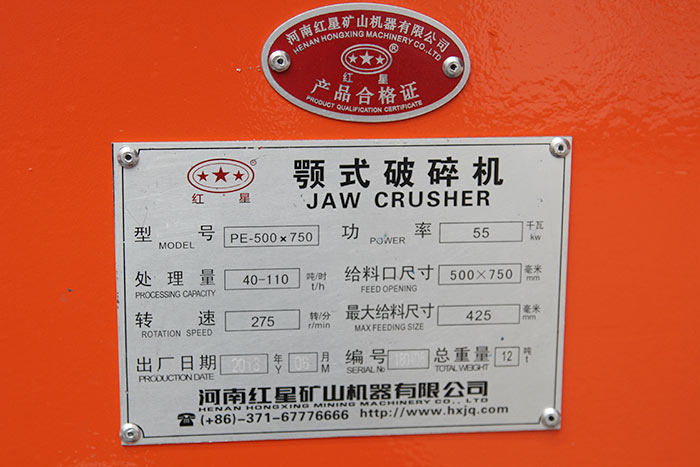 河南红星矿山机器有限公司
HENAN HONGXING MACHINERY CO.,LTD
®
红星
产品合格证
PRODUCT QUALIFICATION CERTIFICATE
® 颚式破碎机
红星 JAW CRUSHER
型号 MODEL PE-500×750 功率 POWER 55 千瓦 kw
处理量 PROCESSING CAPACITY 40-110 吨/时 t/h 给料口尺寸 FEED OPENING 500×750 毫米 mm
转速 ROTATION SPEED 275 转/分 r/min 最大给料尺寸 MAX FEEDING SIZE 425 毫米 mm
出厂日期 PRODUCTION DATE 年 Y 月 M 编号 SERIAL No 总重量 TOTAL WEIGHT 12 吨 t
河南红星矿山机器有限公司
HENAN HONGXING MINING MACHINERY CO., LTD
☎(+86)-371-67776666 http://www.hxjq.com